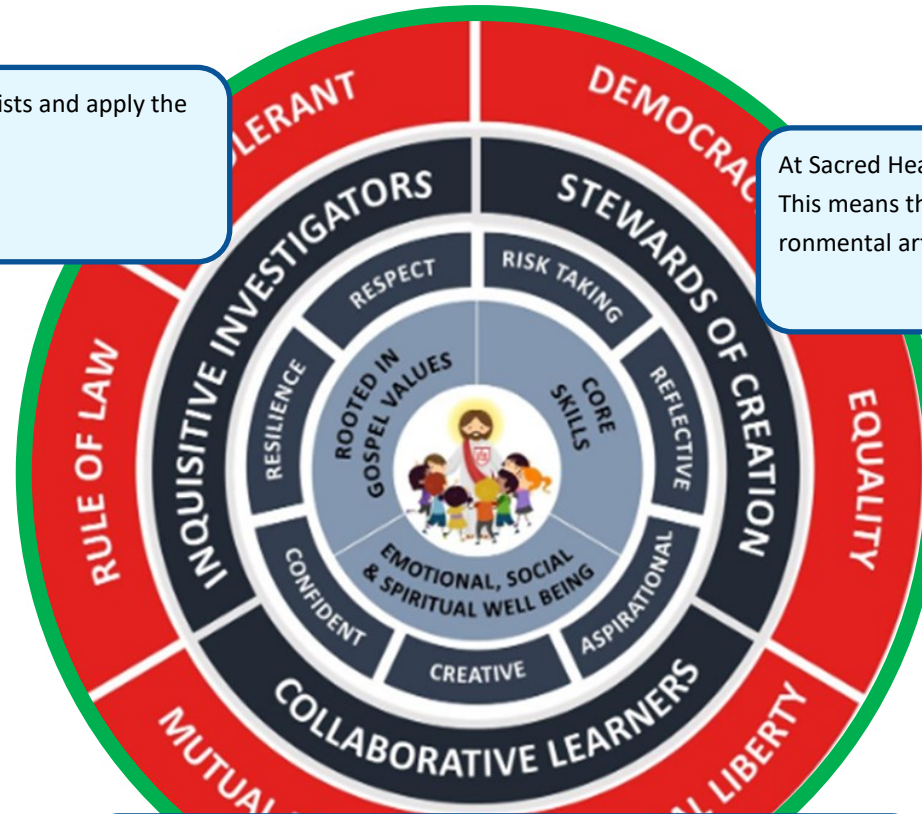 ists and apply the
LERANT
DEMOCRAC
At Sacred Hea
This means th
ronmental ar
EQUALITY
AL LIBERTY
MUTUAL
RULE OF LAW
INQUISITIVE INVESTIGATORS
STEWARDS OF CREATION
COLLABORATIVE LEARNERS
RESPECT
RISK TAKING
REFLECTIVE
ASPIRATIONAL
CREATIVE
CONFIDENT
RESILIENCE
ROOTED IN
GOSPEL VALUES
CORE
SKILLS
EMOTIONAL, SOCIAL
& SPIRITUAL WELL BEING